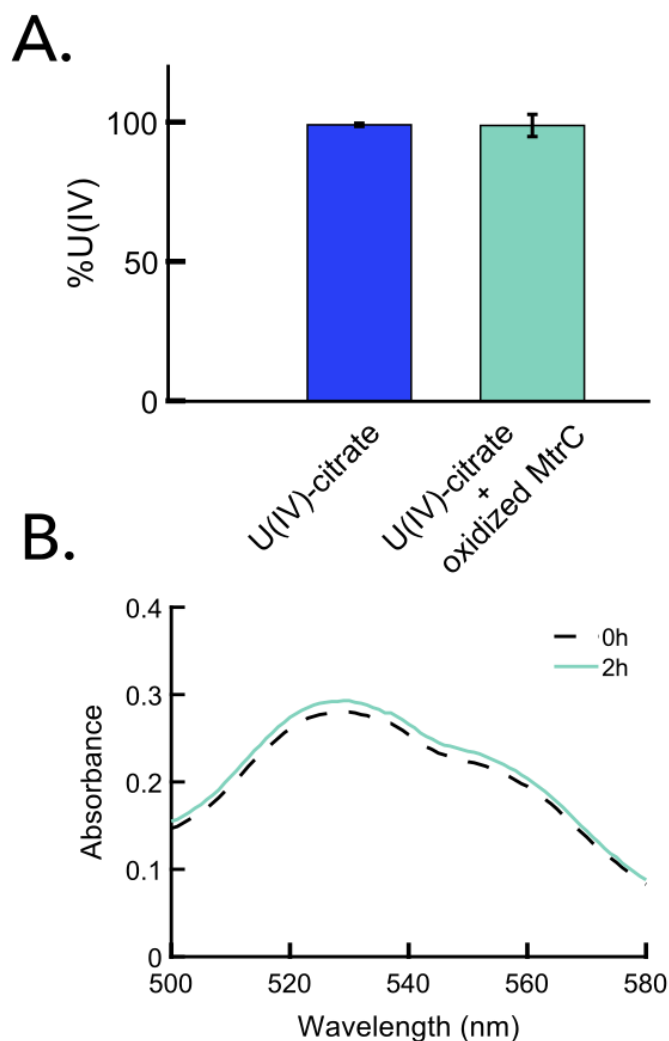 A.
%U(IV)
100
50
0
U(IV)-citrate
U(IV)-citrate
+
oxidized MtrC
B.
Absorbance
0.4
0.3
0.2
0.1
0
0h
2h
500
520
540
560
580
Wavelength (nm)